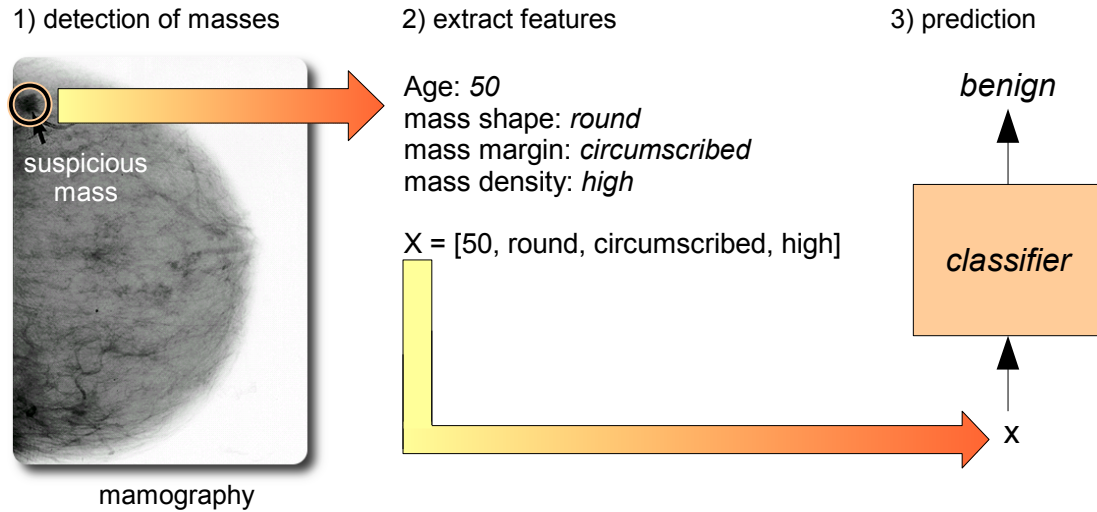 1) detection of masses
suspicious
mass
mamography
2) extract features
Age: 50
mass shape: round
mass margin: circumscribed
mass density: high
X = [50, round, circumscribed, high]
3) prediction
benign
classifier
x